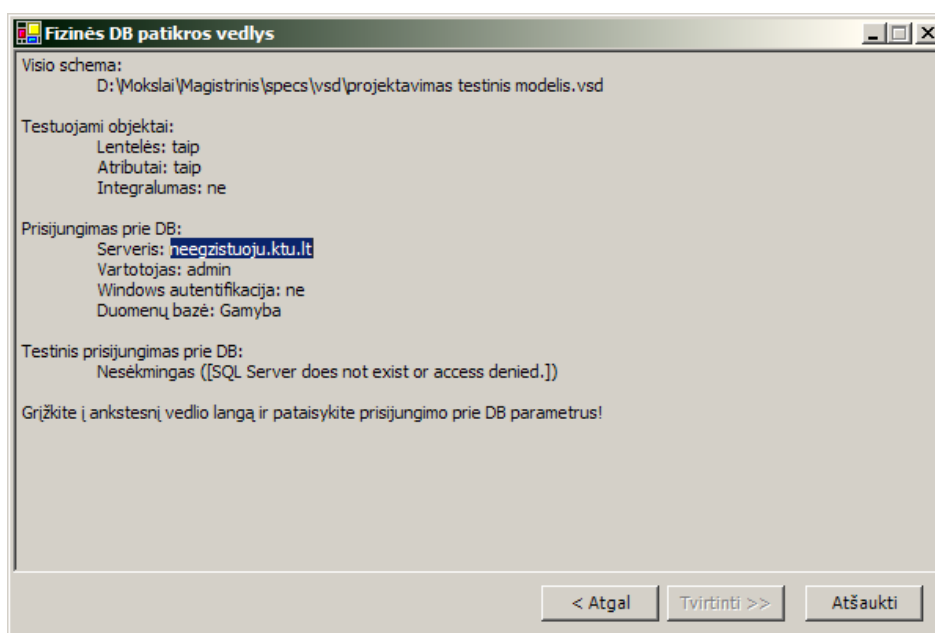 Fizinės DB patikros vedlys
Visio schema:
D:\Mokslai\Magistrinis\specs\vsd\projektavimas testinis modelis.vsd
Testuojami objektai:
Lentelės: taip
Atributai: taip
Integralumas: ne
Prisijungimas prie DB:
Serveris: neegzistuoju.ktu.lt
Vartotojas: admin
Windows autentifikacija: ne
Duomenų bazė: Gamyba
Testinis prisijungimas prie DB:
Nesėkmingas ([SQL Server does not exist or access denied.])
Grįžkite į ankstesnį vedlio langą ir pataisykite prisijungimo prie DB parametrus!
< Atgal Tvirtinti >> Atšaukti